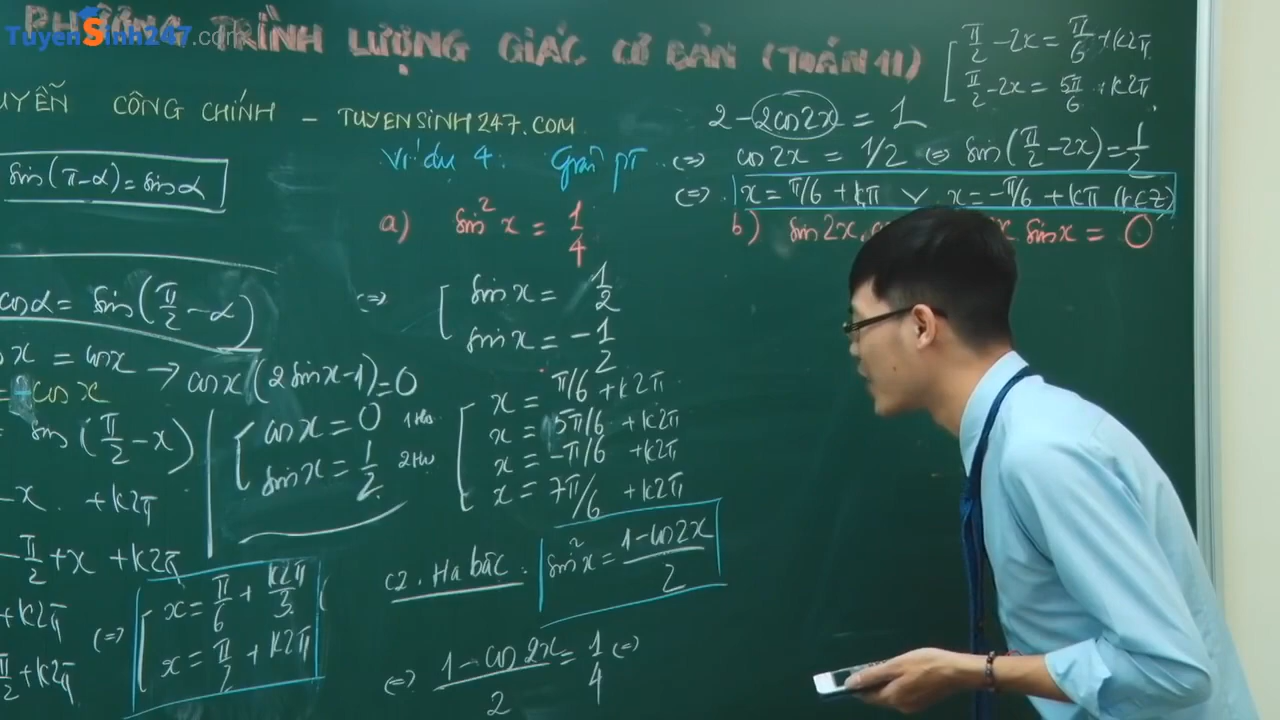 PHƯƠNG TRÌNH LƯỢNG GIÁC CƠ BẢN (TOÁN 11)
TuyenSinh247.com
UYỄN CÔNG CHÍNH - TUYENSINH247.COM
sin(π-α)=sinα
cosα = sin(π/2 - α)
x = cosx → cosx(2sinx-1)=0
cosx
sin(π/2 - x)
-x + k2π
-π/2 + x + k2π
+ k2π
π/2 + k2π
cosx = 0
sinx = 1/2
⇔ x = π/6 + k2π/3
x = π/2 + k2π
Ví dụ 4: Giải pt
a) sin²x = 1/4
⇔ sinx = 1/2
sinx = -1/2
x = π/6 + k2π
x = 5π/6 + k2π
x = -π/6 + k2π
x = 7π/6 + k2π
C2. Hạ bậc: sin²x = (1-cos2x)/2
⇔ (1-cos2x)/2 = 1/4 ⇔
2 - 2cos2x = 1
π/2 - 2x = π/6 + k2π
π/2 - 2x = 5π/6 + k2π
⇔ cos2x = 1/2 ⇔ sin(π/2 - 2x) = 1/2
⇔ x = π/6 + kπ ∨ x = -π/6 + kπ (k∈Z)
b) sin2x. sinx = 0